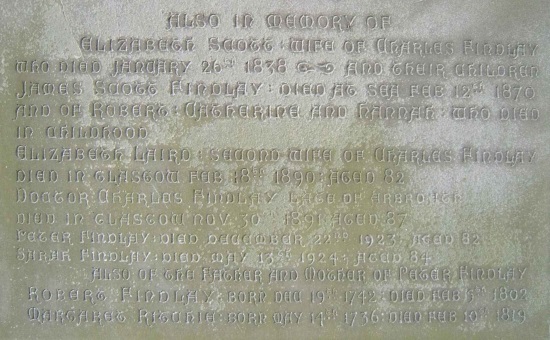 ALSO IN MEMORY OF
ELIZABETH SCOTT : WIFE OF CHARLES FINDLAY
WHO DIED JANUARY 26TH 1838 AND THEIR CHILDREN
JAMES SCOTT FINDLAY : DIED AT SEA FEB 12TH 1870
AND OF ROBERT : CATHERINE AND HANNAH : WHO DIED
IN CHILDHOOD
ELIZABETH LAIRD : SECOND WIFE OF CHARLES FINDLAY
DIED IN GLASGOW FEB 18TH 1890 : AGED 82
DOCTOR CHARLES FINDLAY LATE OF ARBROATH
DIED IN GLASGOW NOV 30TH 1891 AGED 87
PETER FINDLAY : DIED DECEMBER 22ND 1923 : AGED 82
SARAH FINDLAY : DIED MAY 13TH 1924 : AGED 84
ALSO OF THE FATHER AND MOTHER OF PETER FINDLAY
ROBERT FINDLAY : BORN DEC 19TH 1742 : DIED FEB 1802
MARGARET RITCHIE : BORN MAY 14TH 1736 : DIED FEB 10TH 1819